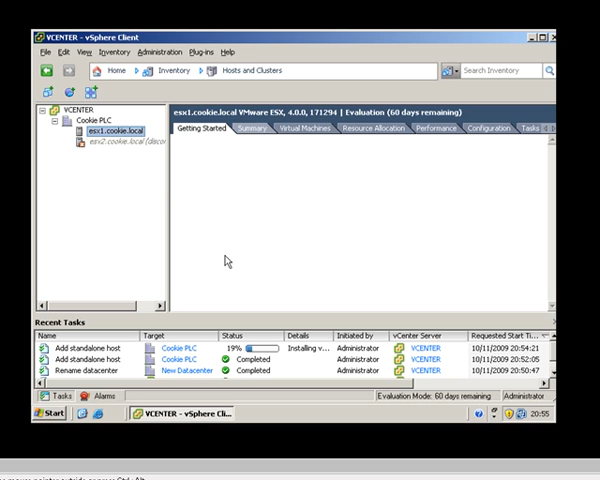 VCENTER - vSphere Client
File Edit View Inventory Administration Plug-ins Help
Home Inventory Hosts and Clusters Search Inventory
VCENTER
Cookie PLC
esx1.cookie.local
esx2.cookie.local (discon
esx1.cookie.local VMware ESX, 4.0.0, 171294 | Evaluation (60 days remaining)
Getting Started Summary Virtual Machines Resource Allocation Performance Configuration Tasks
Recent Tasks
Name Target Status Details Initiated by vCenter Server Requested Start Ti...
Add standalone host Cookie PLC 19% Installing v... Administrator VCENTER 10/11/2009 20:54:21
Add standalone host Cookie PLC Completed Administrator VCENTER 10/11/2009 20:52:05
Rename datacenter New Datacenter Completed Administrator VCENTER 10/11/2009 20:50:47
Tasks Alarms Evaluation Mode: 60 days remaining Administrator
Start VCENTER - vSphere Cli... 20:55